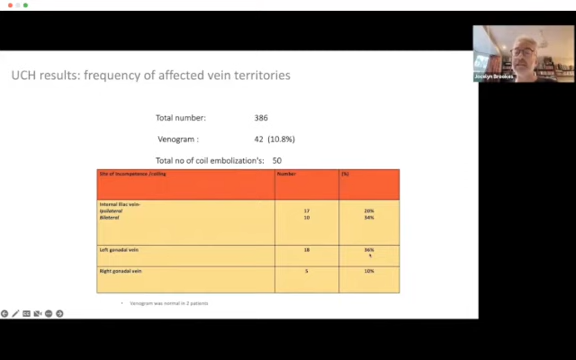 UCH results: frequency of affected vein territories
Jocelyn Brookes
Total number: 386
Venogram : 42 (10.8%)
Total no of coil embolization's: 50
Site of incompetence /coiling Number (%)
Internal iliac vein
Ipsilateral 17
Bilateral 10 34%
Left gonadal vein 18 36%
Right gonadal vein 5 10%
• Venogram was normal in 2 patients